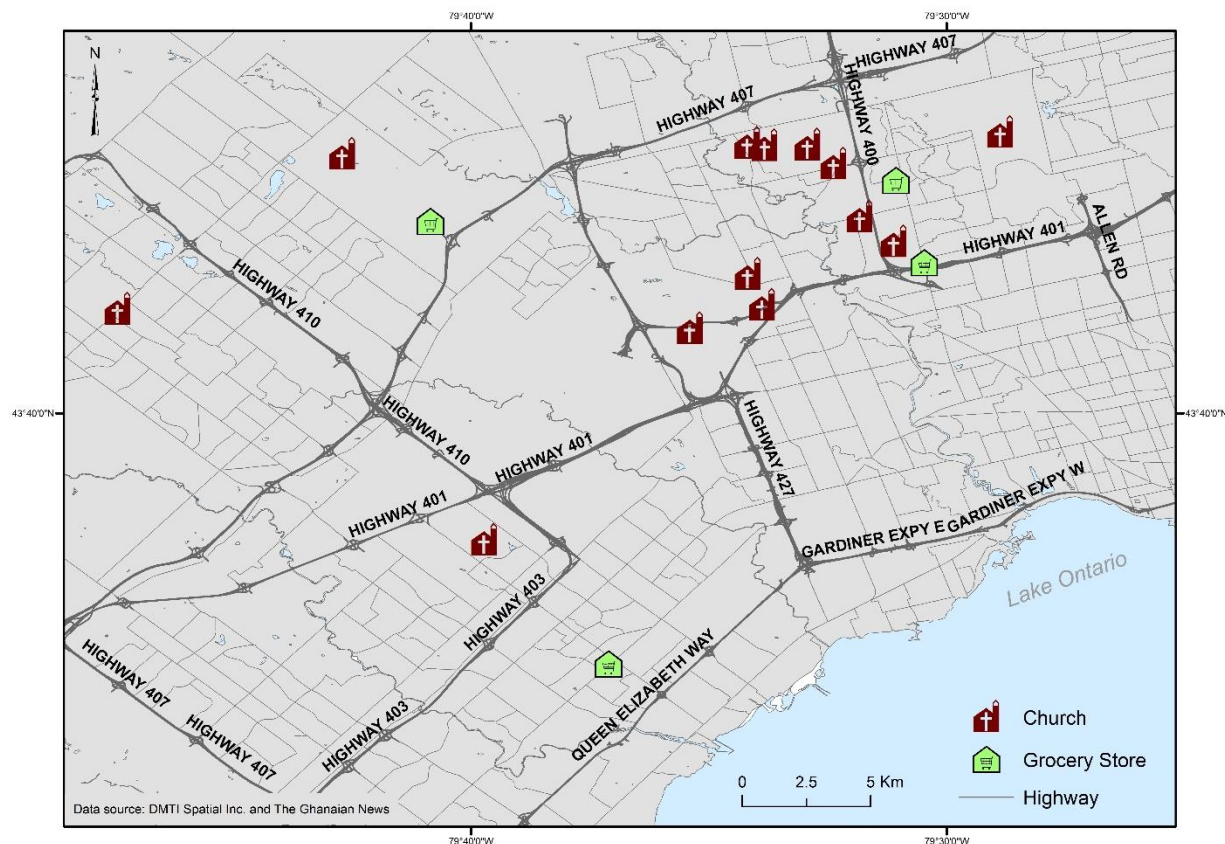 79°40'0"W
79°30'0"W
N
HIGHWAY 407
HIGHWAY 407
HIGHWAY 400
ALLEN RD
HIGHWAY 401
HIGHWAY 410
43°40'0"N
43°40'0"N
HIGHWAY 410
HIGHWAY 427
HIGHWAY 401
HIGHWAY 401
GARDINER EXPY E
GARDINER EXPY W
Lake Ontario
HIGHWAY 403
QUEEN ELIZABETH WAY
HIGHWAY 407
HIGHWAY 407
HIGHWAY 403
Church
Grocery Store
Highway
0 2.5 5 Km
Data source: DMTI Spatial Inc. and The Ghanaian News
79°40'0"W
79°30'0"W